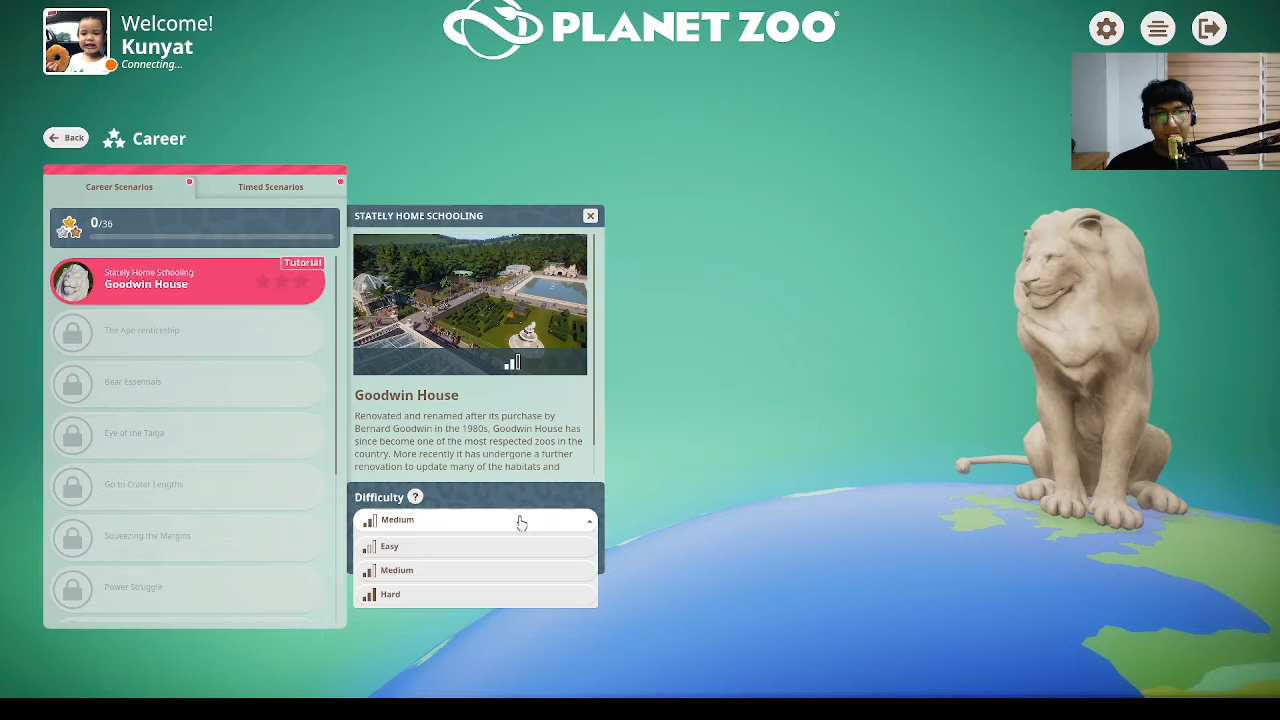 Welcome!
Kunyat
Connecting...
PLANET ZOO®
Back
Career
Career Scenarios
Timed Scenarios
0/36
Tutorial
Stately Home Schooling
Goodwin House
The Ape-renticeship
Bear Essentials
Eye of the Taiga
Go to Crater Lengths
Squeezing the Margins
Power Struggle
STATELY HOME SCHOOLING
Goodwin House
Renovated and renamed after its purchase by
Bernard Goodwin in the 1980s, Goodwin House has
since become one of the most respected zoos in the
country. More recently it has undergone a further
renovation to update many of the habitats and
Difficulty ?
Medium
Easy
Medium
Hard